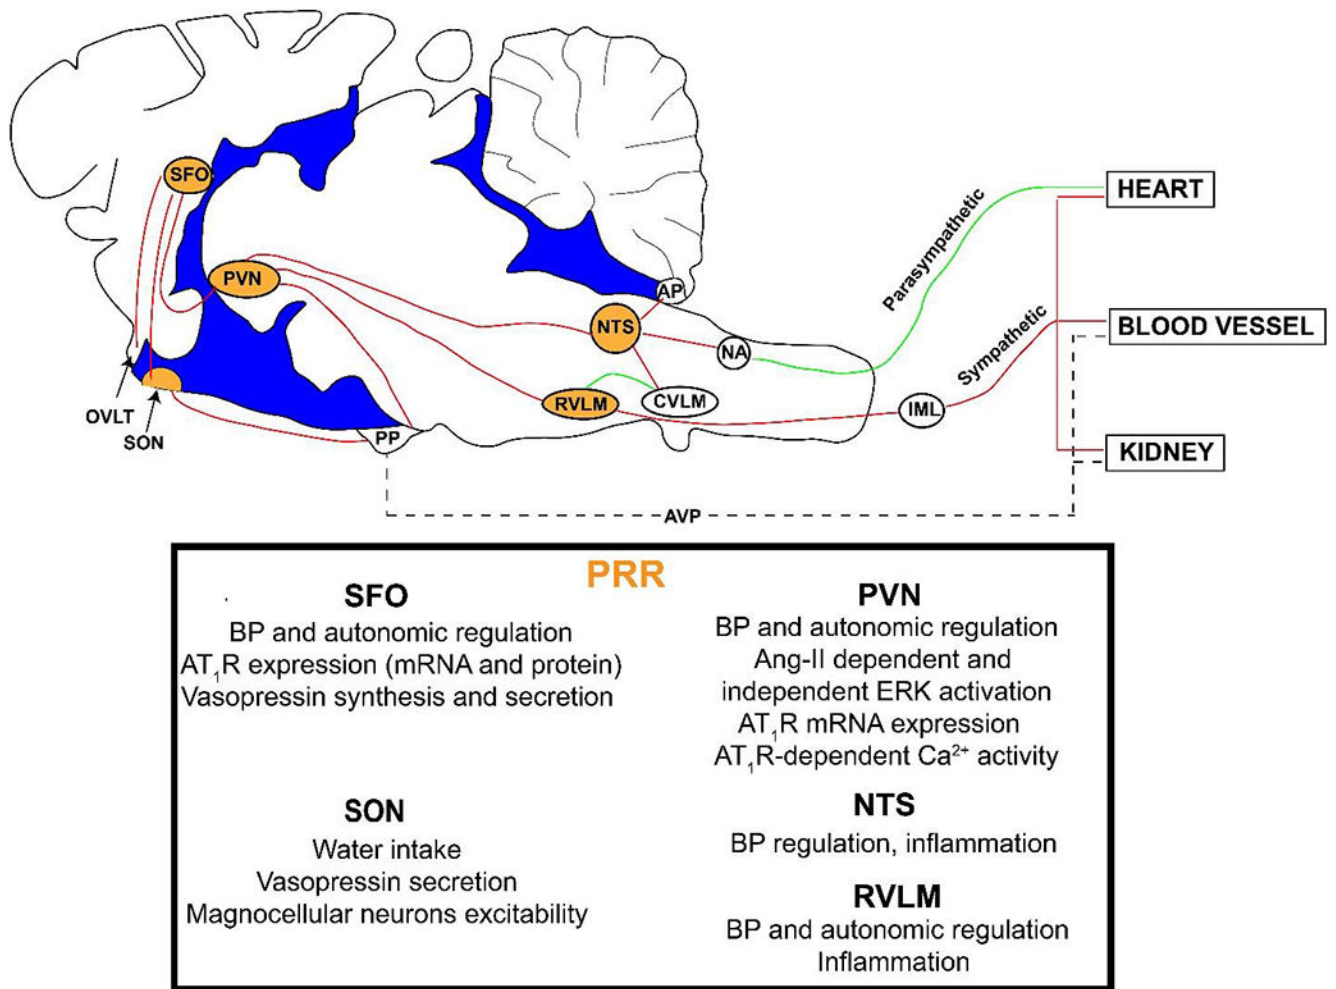 SFO
PVN
AP
NTS
NA
RVLM
CVLM
IML
OVLT
SON
PP
AVP
Parasympathetic
Sympathetic
HEART
BLOOD VESSEL
KIDNEY
PRR
SFO
BP and autonomic regulation
AT₁R expression (mRNA and protein)
Vasopressin synthesis and secretion
SON
Water intake
Vasopressin secretion
Magnocellular neurons excitability
PVN
BP and autonomic regulation
Ang-II dependent and
independent ERK activation
AT₁R mRNA expression
AT₁R-dependent Ca²⁺ activity
NTS
BP regulation, inflammation
RVLM
BP and autonomic regulation
Inflammation